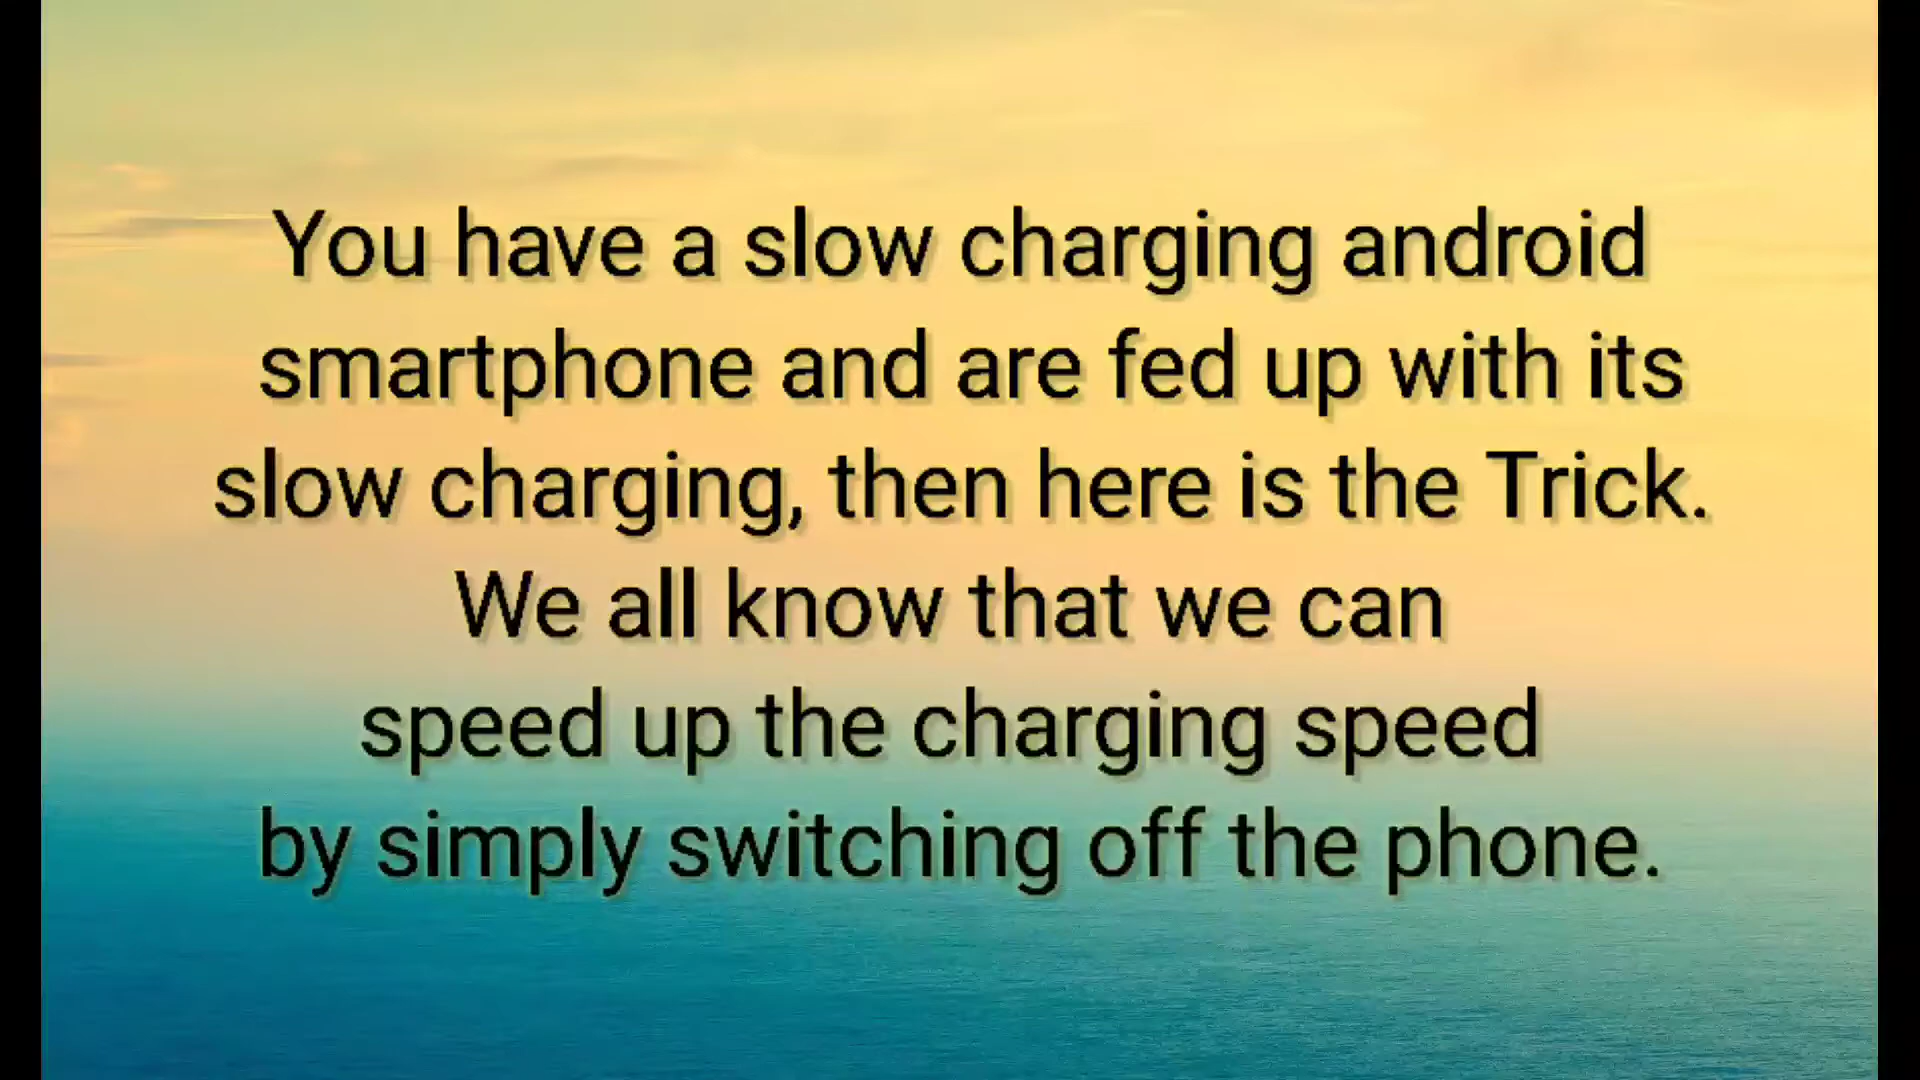 You have a slow charging android
smartphone and are fed up with its
slow charging, then here is the Trick.
We all know that we can
speed up the charging speed
by simply switching off the phone.